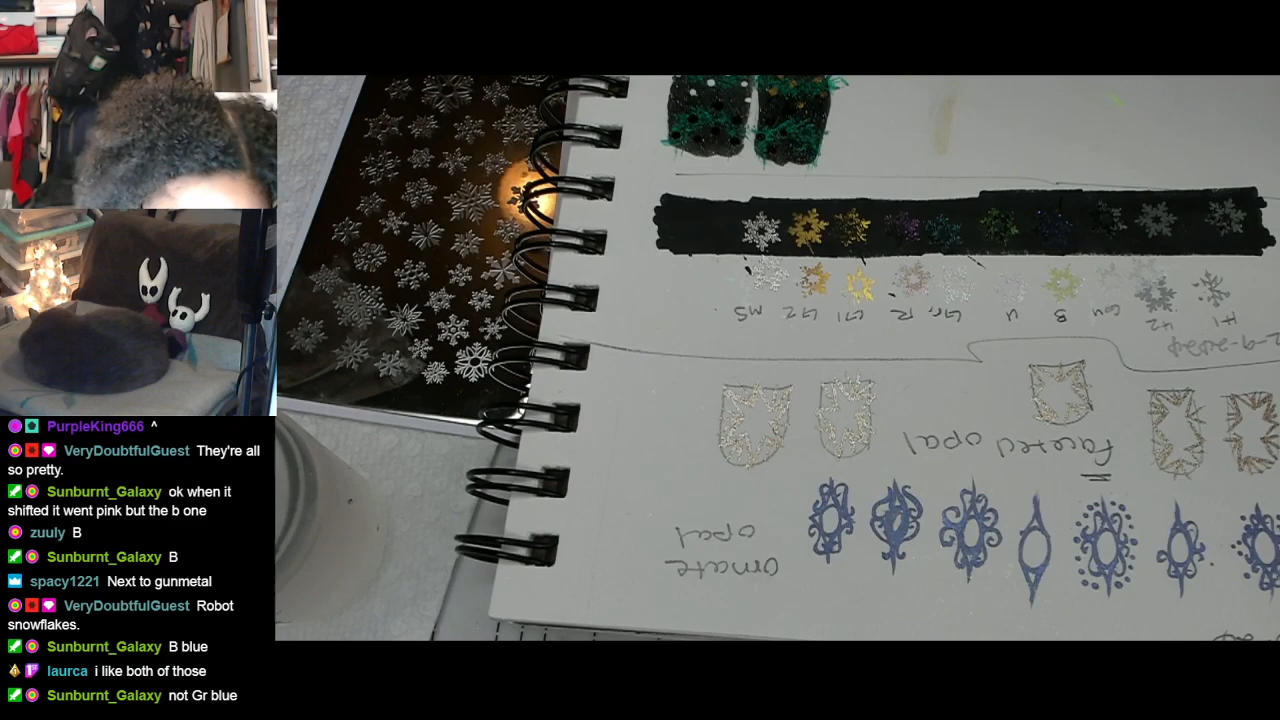 PurpleKing666 ^
VeryDoubtfulGuest They're all
so pretty.
Sunburnt_Galaxy ok when it
shifted it went pink but the b one
zuuly B
Sunburnt_Galaxy B
spacy1221 Next to gunmetal
VeryDoubtfulGuest Robot
snowflakes.
Sunburnt_Galaxy B blue
laurca i like both of those
Sunburnt_Galaxy not Gr blue
MS
R
B
faceted opal
ornate
opal